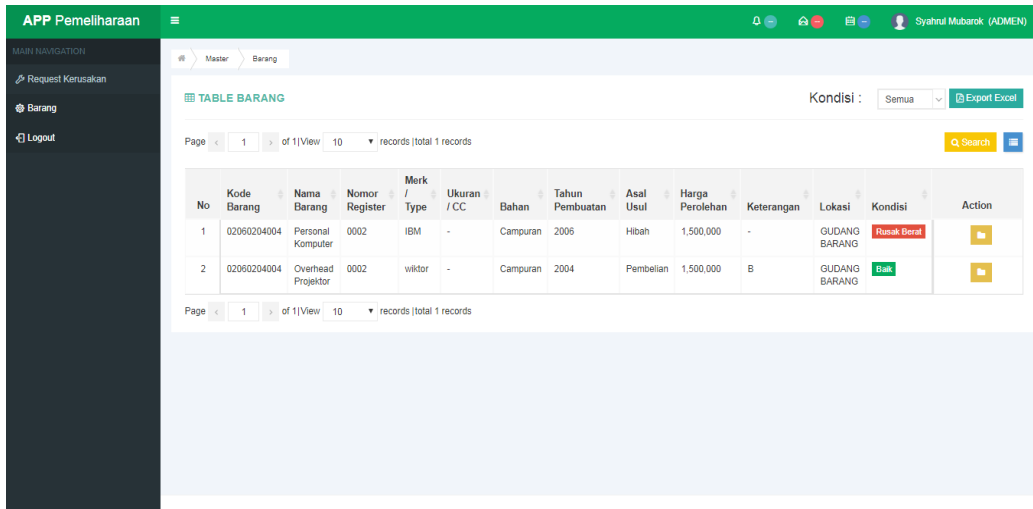 APP Pemeliharaan
Syahrul Mubarok (ADMEN)
MAIN NAVIGATION
Request Kerusakan
Barang
Logout
Master Barang
TABLE BARANG
Kondisi : Semua Export Excel
Page < 1 > of 1|View 10 records |total 1 records
Search
No Kode Barang Nama Barang Nomor Register Merk / Type Ukuran / CC Bahan Tahun Pembuatan Asal Usul Harga Perolehan Keterangan Lokasi Kondisi Action
1 02060204004 Personal Komputer 0002 IBM - Campuran 2006 Hibah 1,500,000 - GUDANG BARANG Rusak Berat
2 02060204004 Overhead Projektor 0002 wiktor - Campuran 2004 Pembelian 1,500,000 B GUDANG BARANG Baik
Page < 1 > of 1|View 10 records |total 1 records